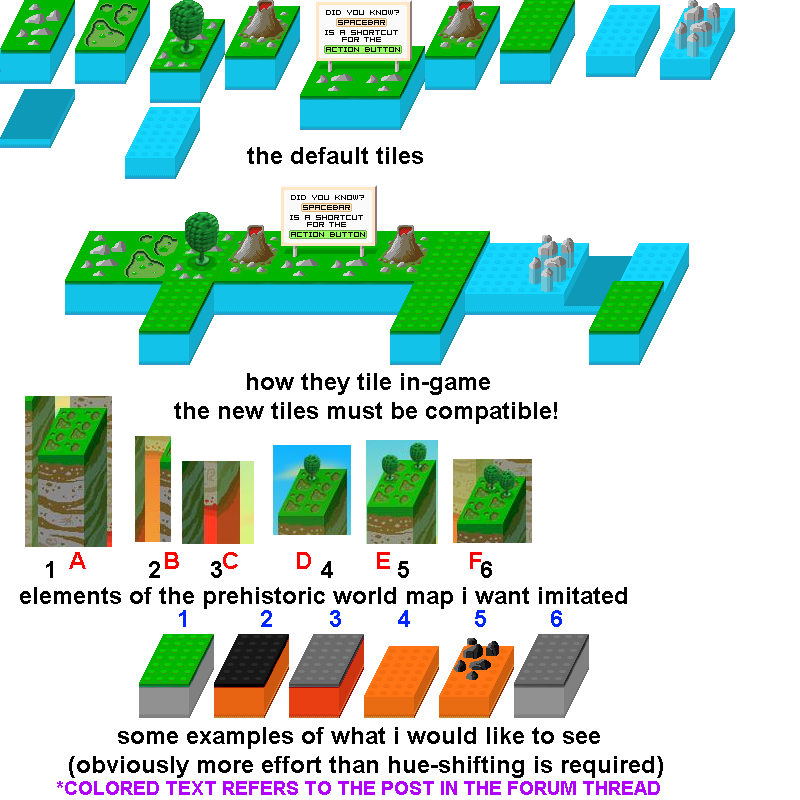 DID YOU KNOW?
SPACEBAR
IS A SHORTCUT
FOR THE
ACTION BUTTON
the default tiles
DID YOU KNOW?
SPACEBAR
IS A SHORTCUT
FOR THE
ACTION BUTTON
how they tile in-game
the new tiles must be compatible!
1 A 2 B 3 C D 4 E 5 F 6
elements of the prehistoric world map i want imitated
1 2 3 4 5 6
some examples of what i would like to see
(obviously more effort than hue-shifting is required)
*COLORED TEXT REFERS TO THE POST IN THE FORUM THREAD